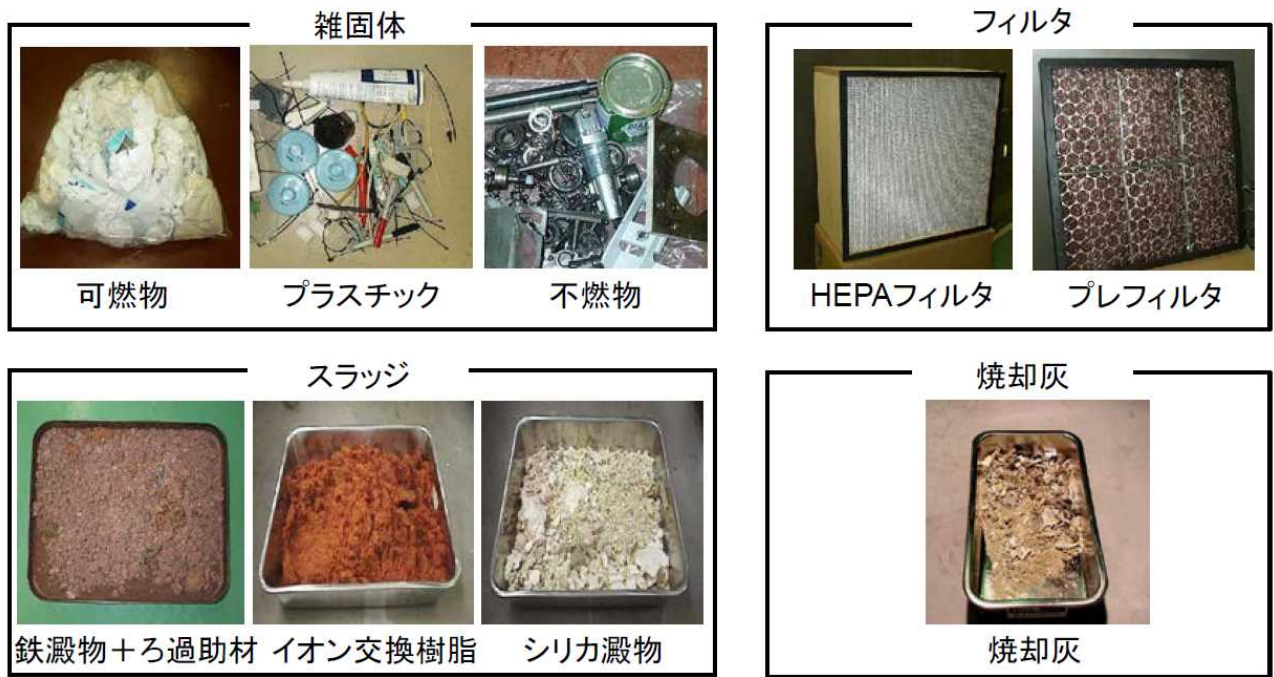 雑固体
フィルタ
可燃物
プラスチック
不燃物
HEPAフィルタ
プレフィルタ
スラッジ
焼却灰
鉄澱物＋ろ過助材
イオン交換樹脂
シリカ澱物
焼却灰